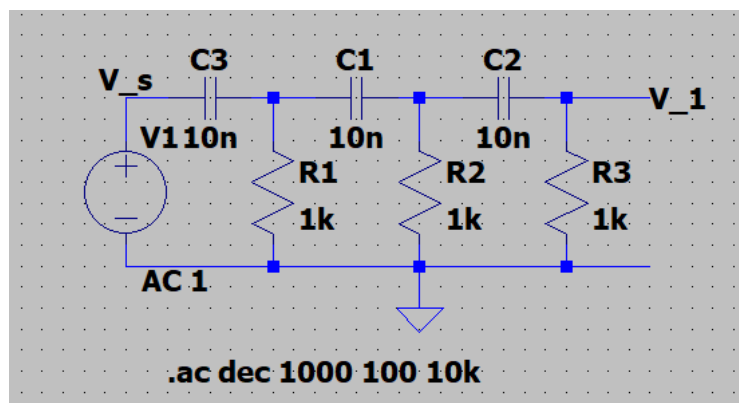 C3 C1 C2
V_s V_1
V1 10n 10n 10n
R1 R2 R3
1k 1k 1k
AC 1
.ac dec 1000 100 10k